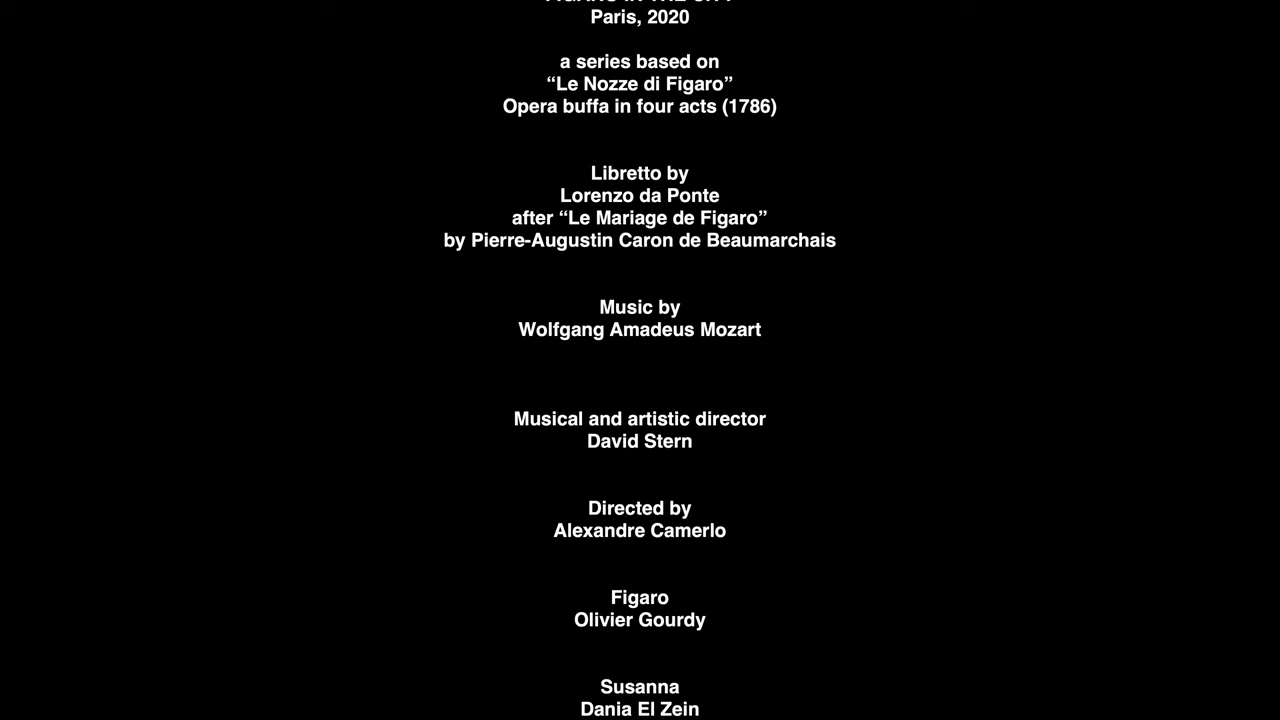 Paris, 2020
a series based on
“Le Nozze di Figaro”
Opera buffa in four acts (1786)
Libretto by
Lorenzo da Ponte
after “Le Mariage de Figaro”
by Pierre-Augustin Caron de Beaumarchais
Music by
Wolfgang Amadeus Mozart
Musical and artistic director
David Stern
Directed by
Alexandre Camerlo
Figaro
Olivier Gourdy
Susanna
Dania El Zein